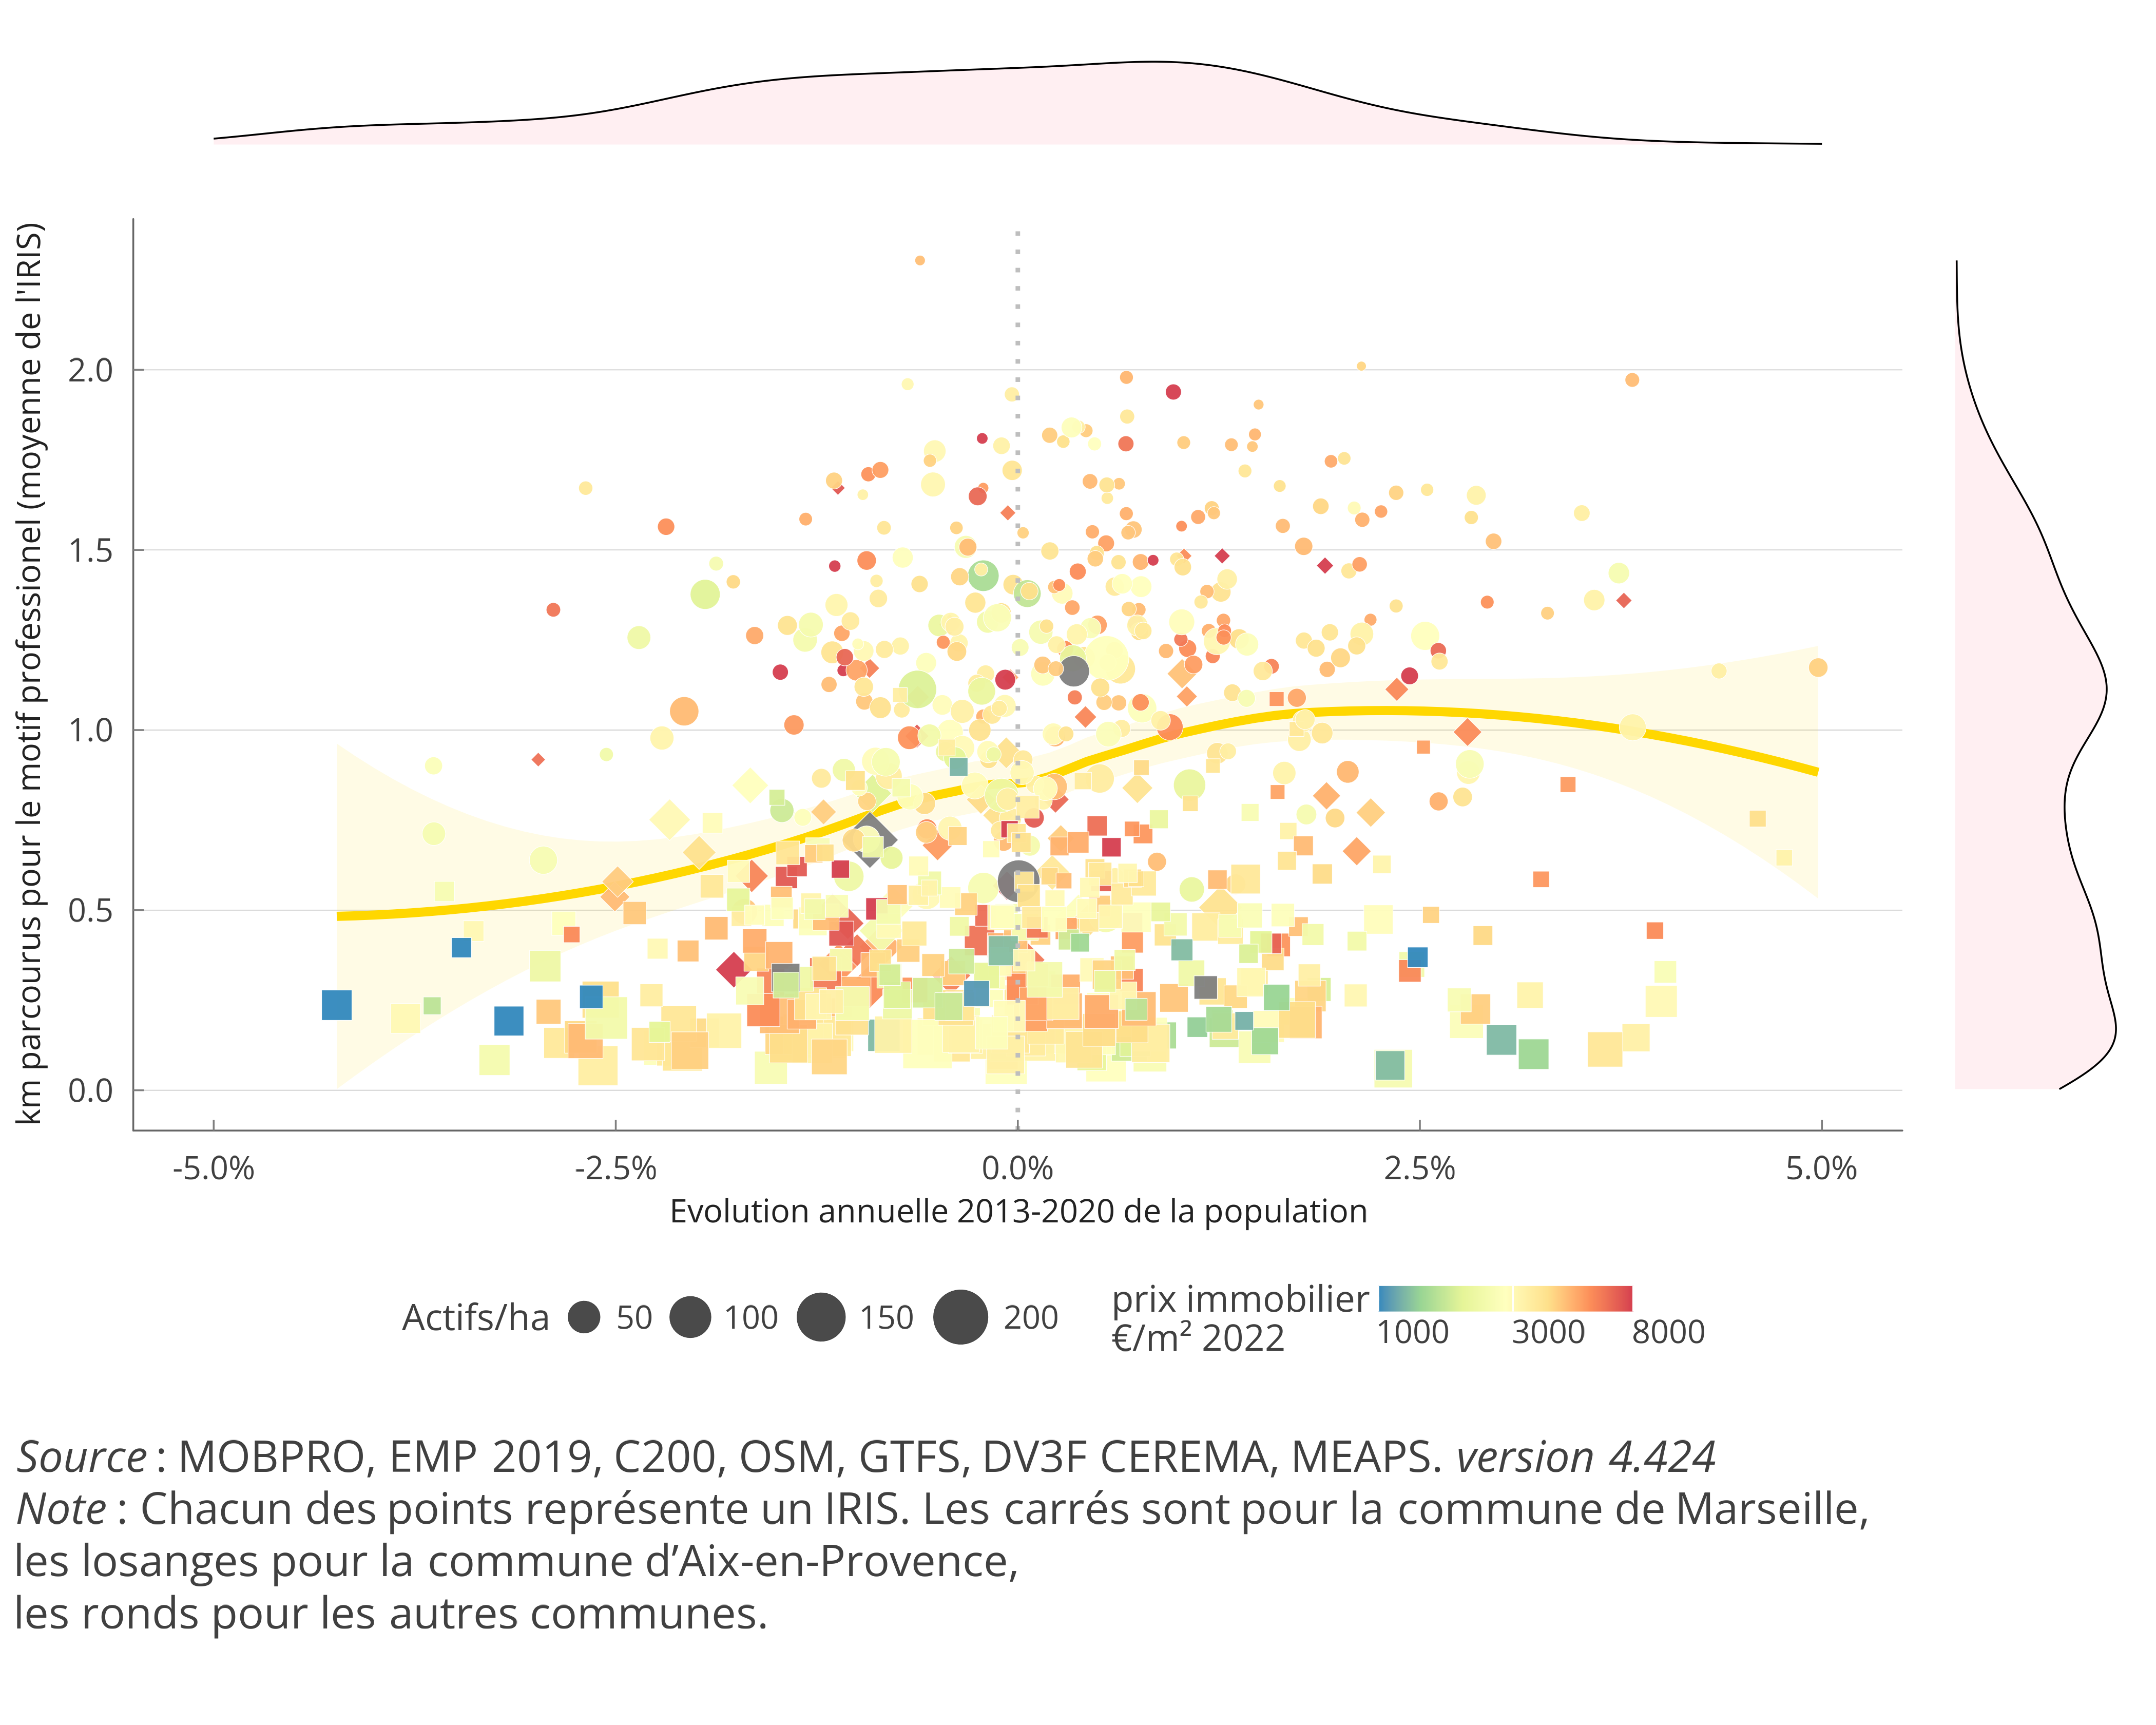 km parcourus pour le motif professionel (moyenne de l'IRIS)
2.0
1.5
1.0
0.5
0.0
-5.0%
-2.5%
0.0%
2.5%
5.0%
Evolution annuelle 2013-2020 de la population
Actifs/ha
50
100
150
200
prix immobilier
€/m² 2022
1000
3000
8000
Source : MOBPRO, EMP 2019, C200, OSM, GTFS, DV3F CEREMA, MEAPS. version 4.424
Note : Chacun des points représente un IRIS. Les carrés sont pour la commune de Marseille,
les losanges pour la commune d’Aix-en-Provence,
les ronds pour les autres communes.